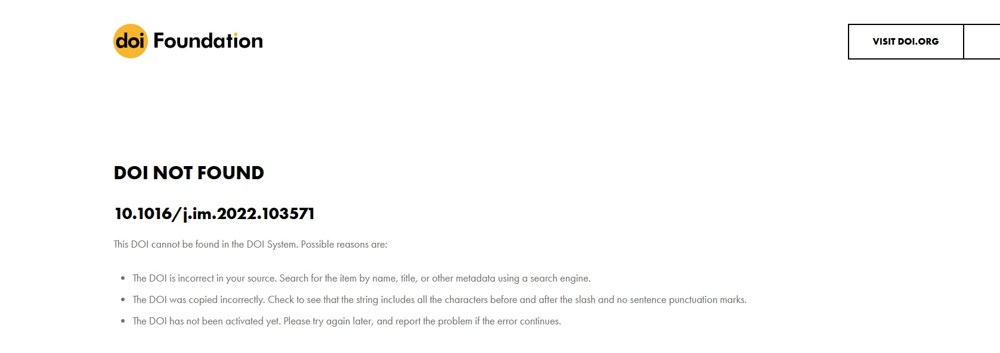 doi Foundation
VISIT DOI.ORG
DOI NOT FOUND
10.1016/j.im.2022.103571
This DOI cannot be found in the DOI System. Possible reasons are:
The DOI is incorrect in your source. Search for the item by name, title, or other metadata using a search engine.
The DOI was copied incorrectly. Check to see that the string includes all the characters before and after the slash and no sentence punctuation marks.
The DOI has not been activated yet. Please try again later, and report the problem if the error continues.